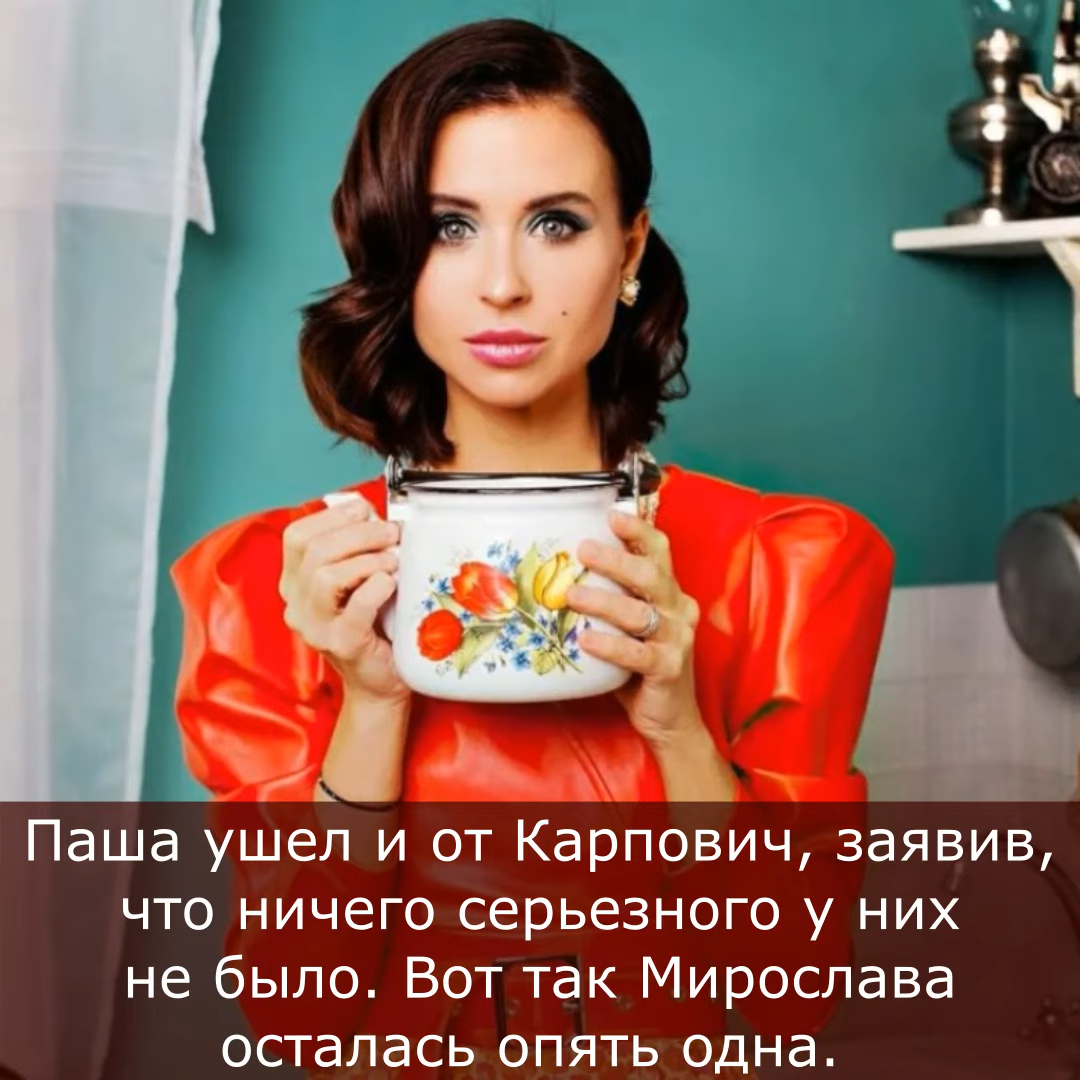 Паша ушел и от Карпович, заявив,
что ничего серьезного у них
не было. Вот так Мирослава
осталась опять одна.